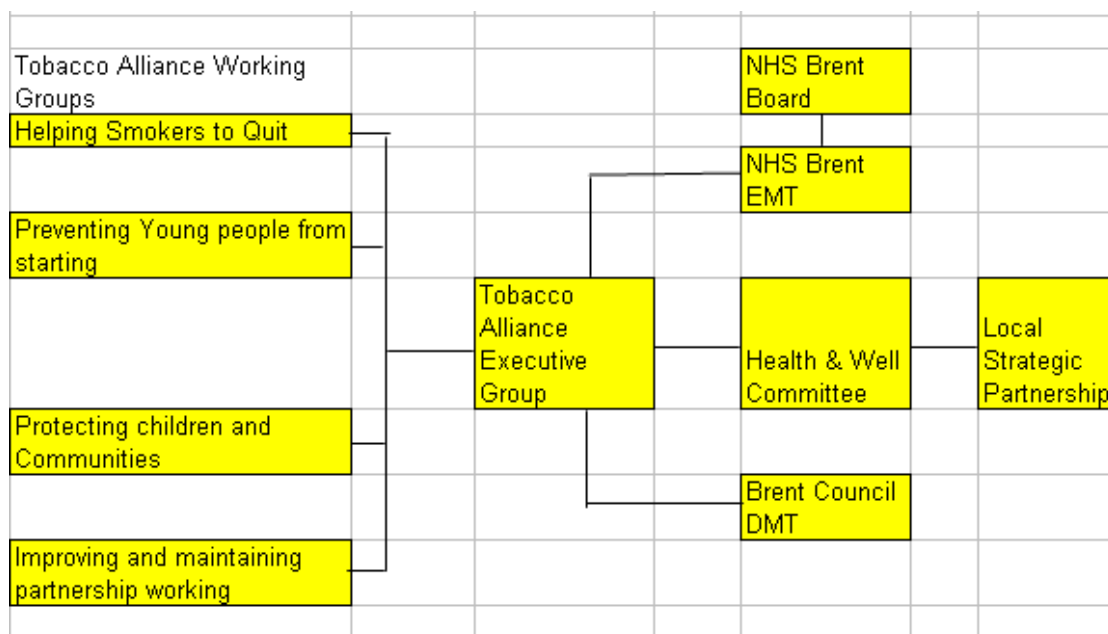 Tobacco Alliance Working
Groups
Helping Smokers to Quit
Preventing Young people from
starting
Protecting children and
Communities
Improving and maintaining
partnership working
Tobacco
Alliance
Executive
Group
NHS Brent
Board
NHS Brent
EMT
Health & Well
Committee
Brent Council
DMT
Local
Strategic
Partnership